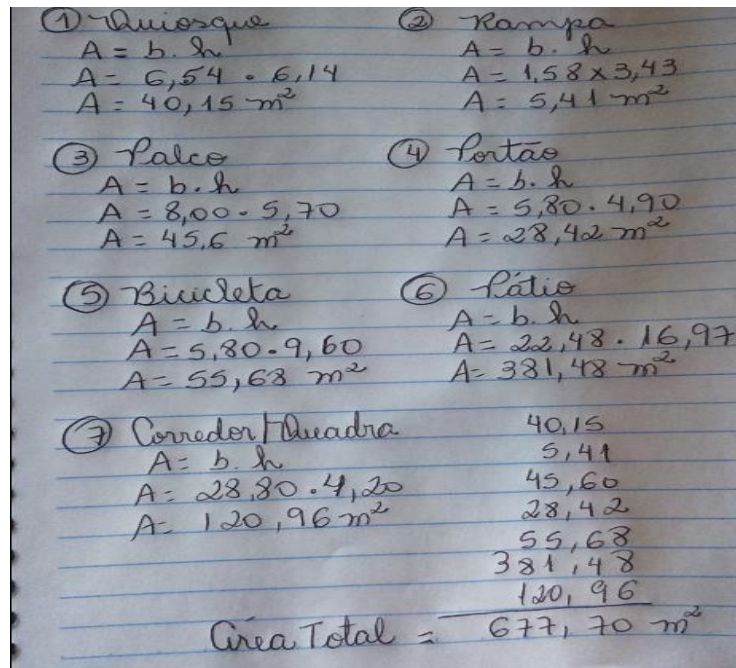 ① Quiosque
A = b. h
A = 6,54 . 6,14
A = 40,15 m²
② Rampa
A = b. h
A = 1,58 x 3,43
A = 5,41 m²
③ Palco
A = b. h
A = 8,00 . 5,70
A = 45,6 m²
④ Portão
A = b. h
A = 5,80 . 4,90
A = 28,42 m²
⑤ Bicicleta
A = b. h
A = 5,80 . 9,60
A = 55,68 m²
⑥ Pátio
A = b. h
A = 22,48 . 16,97
A = 381,48 m²
⑦ Corredor/Quadra
A = b. h
A = 28,80 . 4,20
A = 120,96 m²
40,15
5,41
45,60
28,42
55,68
381,48
120,96
Área Total = 677,70 m²